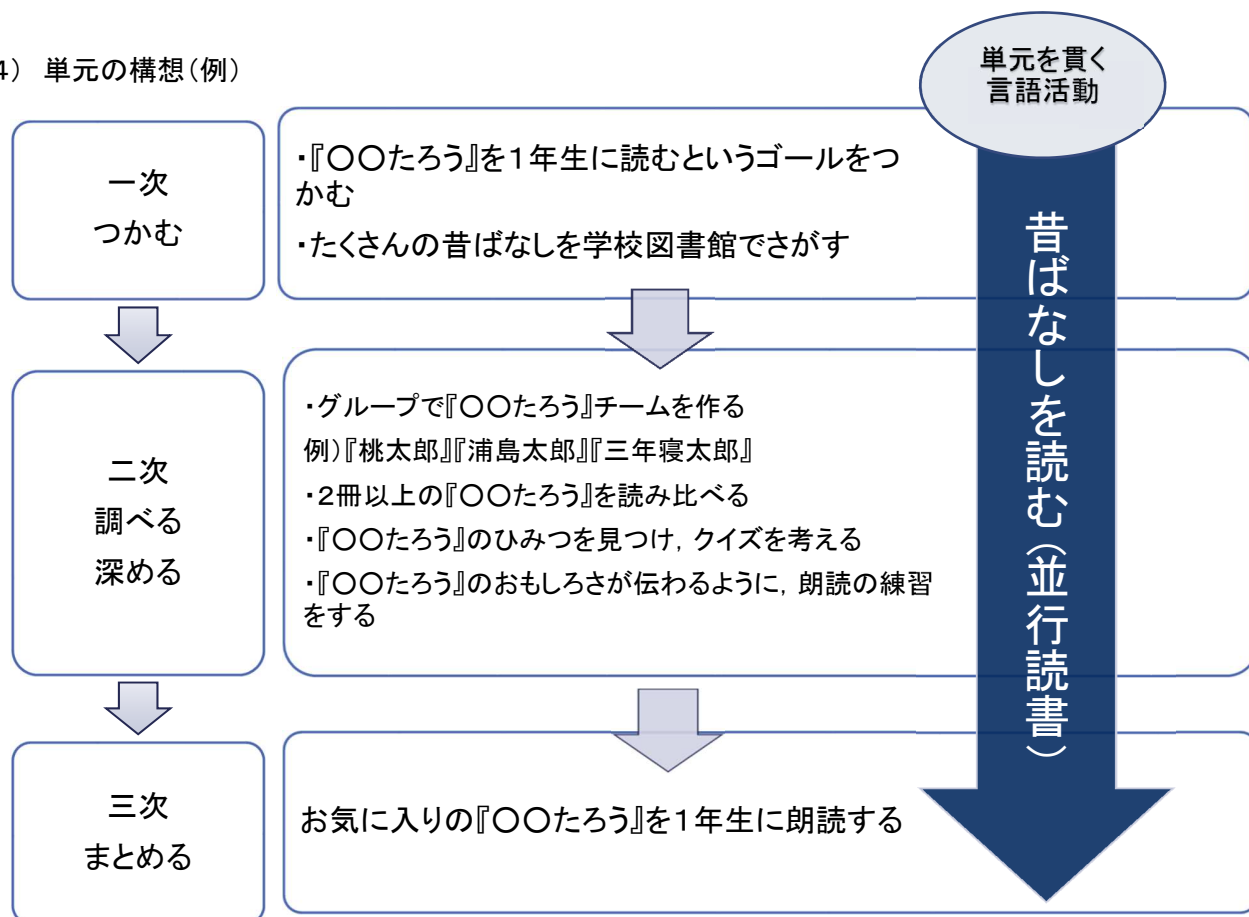 4） 単元の構想（例）
単元を貫く
言語活動
一次
つかむ
・『〇〇たろう』を１年生に読むというゴールをつ
かむ
・たくさんの昔ばなしを学校図書館でさがす
二次
調べる
深める
・グループで『〇〇たろう』チームを作る
例）『桃太郎』『浦島太郎』『三年寝太郎』
・２冊以上の『〇〇たろう』を読み比べる
・『〇〇たろう』のひみつを見つけ，クイズを考える
・『〇〇たろう』のおもしろさが伝わるように，朗読の練習
をする
三次
まとめる
お気に入りの『〇〇たろう』を１年生に朗読する
昔ばなしを読む（並行読書）